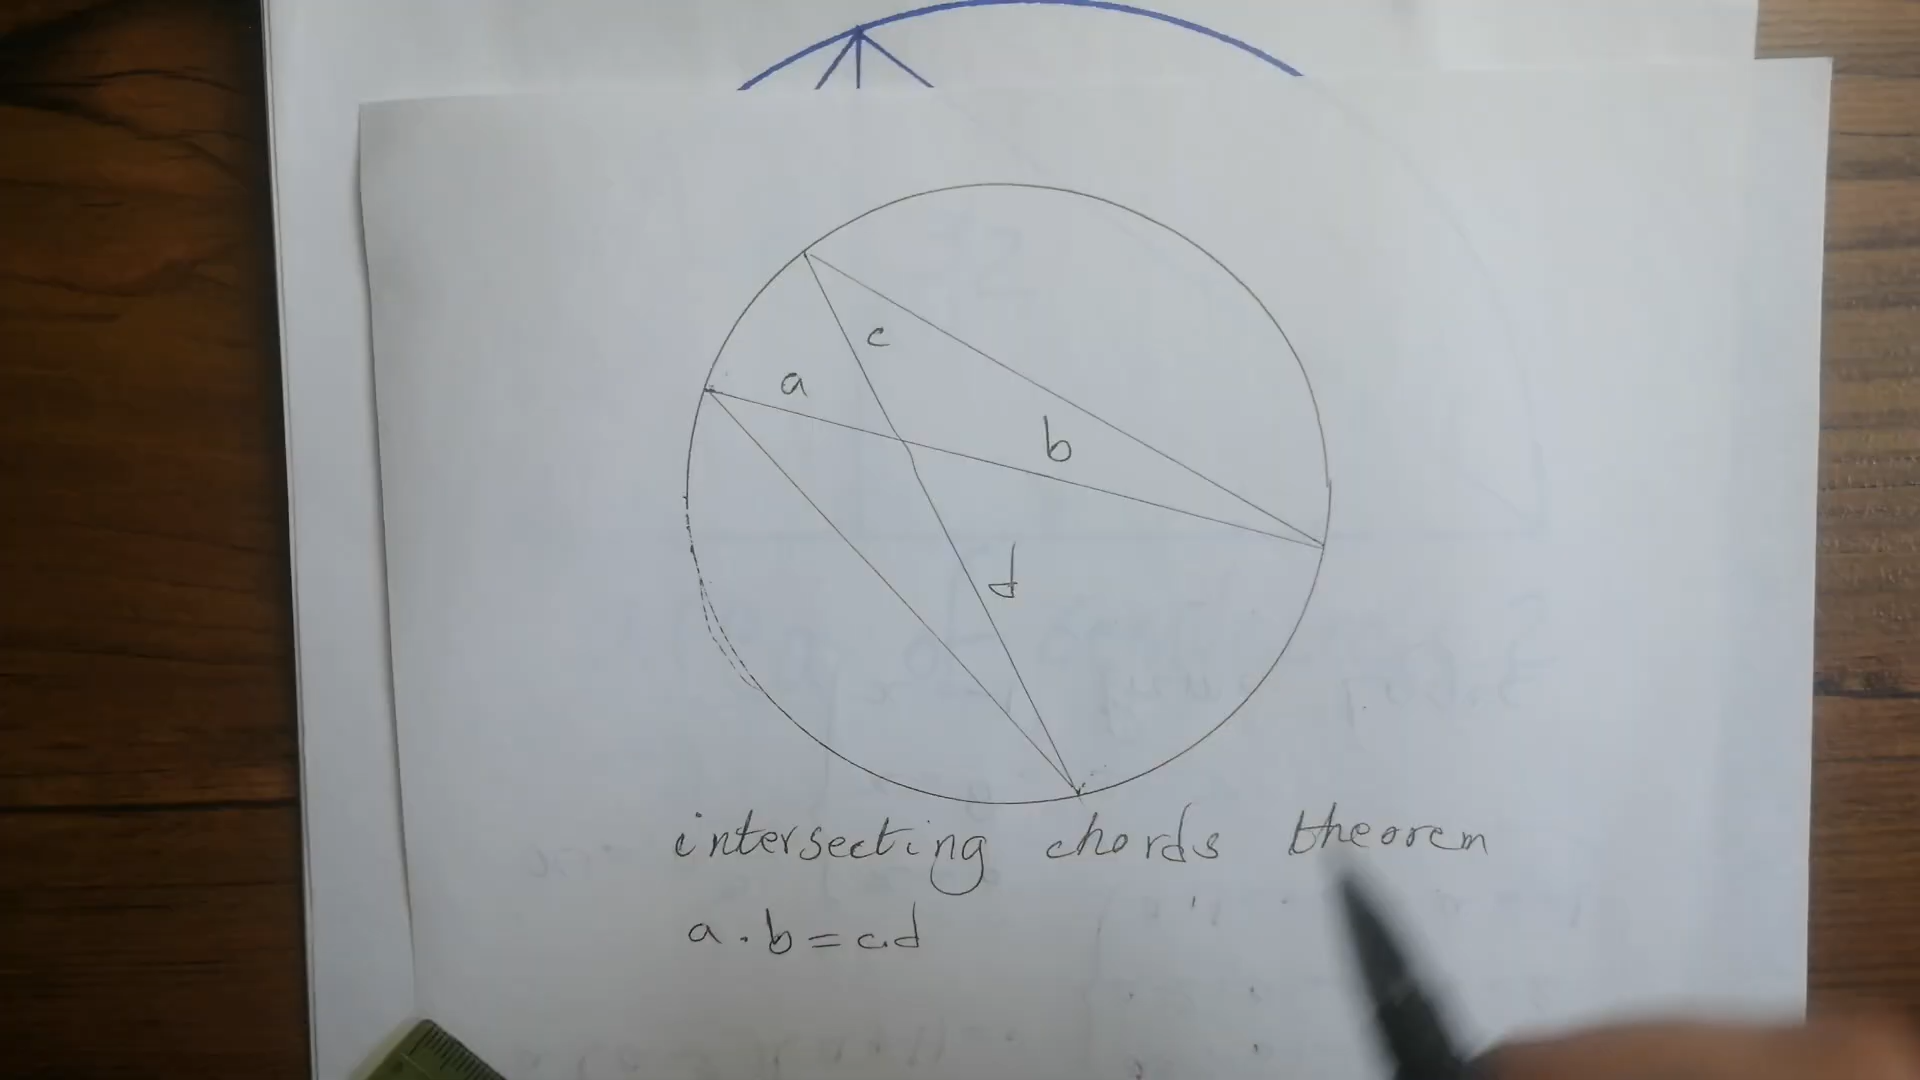 c
a
b
d
intersecting chords theorem
a . b = c.d